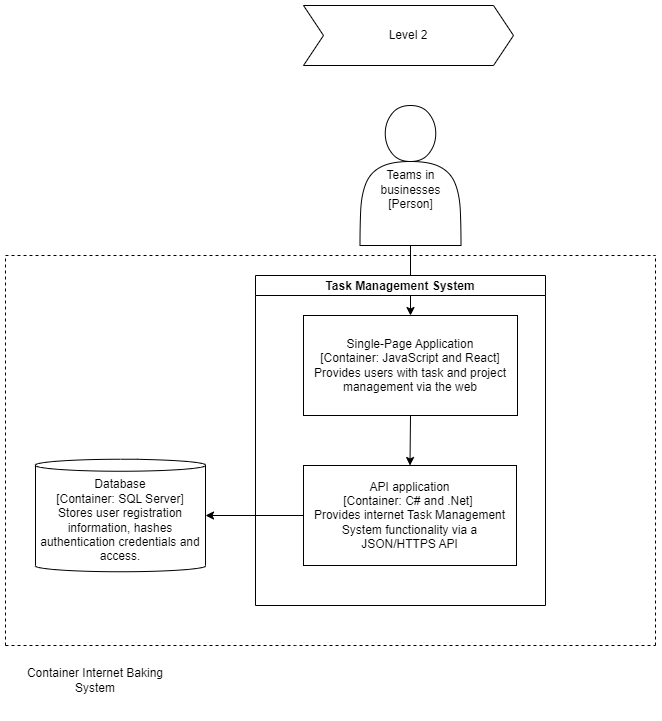 Level 2
Teams in
businesses
[Person]
Task Management System
Single-Page Application
[Container: JavaScript and React]
Provides users with task and project
management via the web
Database
[Container: SQL Server]
Stores user registration
information, hashes
authentication credentials and
access.
API application
[Container: C# and .Net]
Provides internet Task Management
System functionality via a
JSON/HTTPS API
Container Internet Baking
System